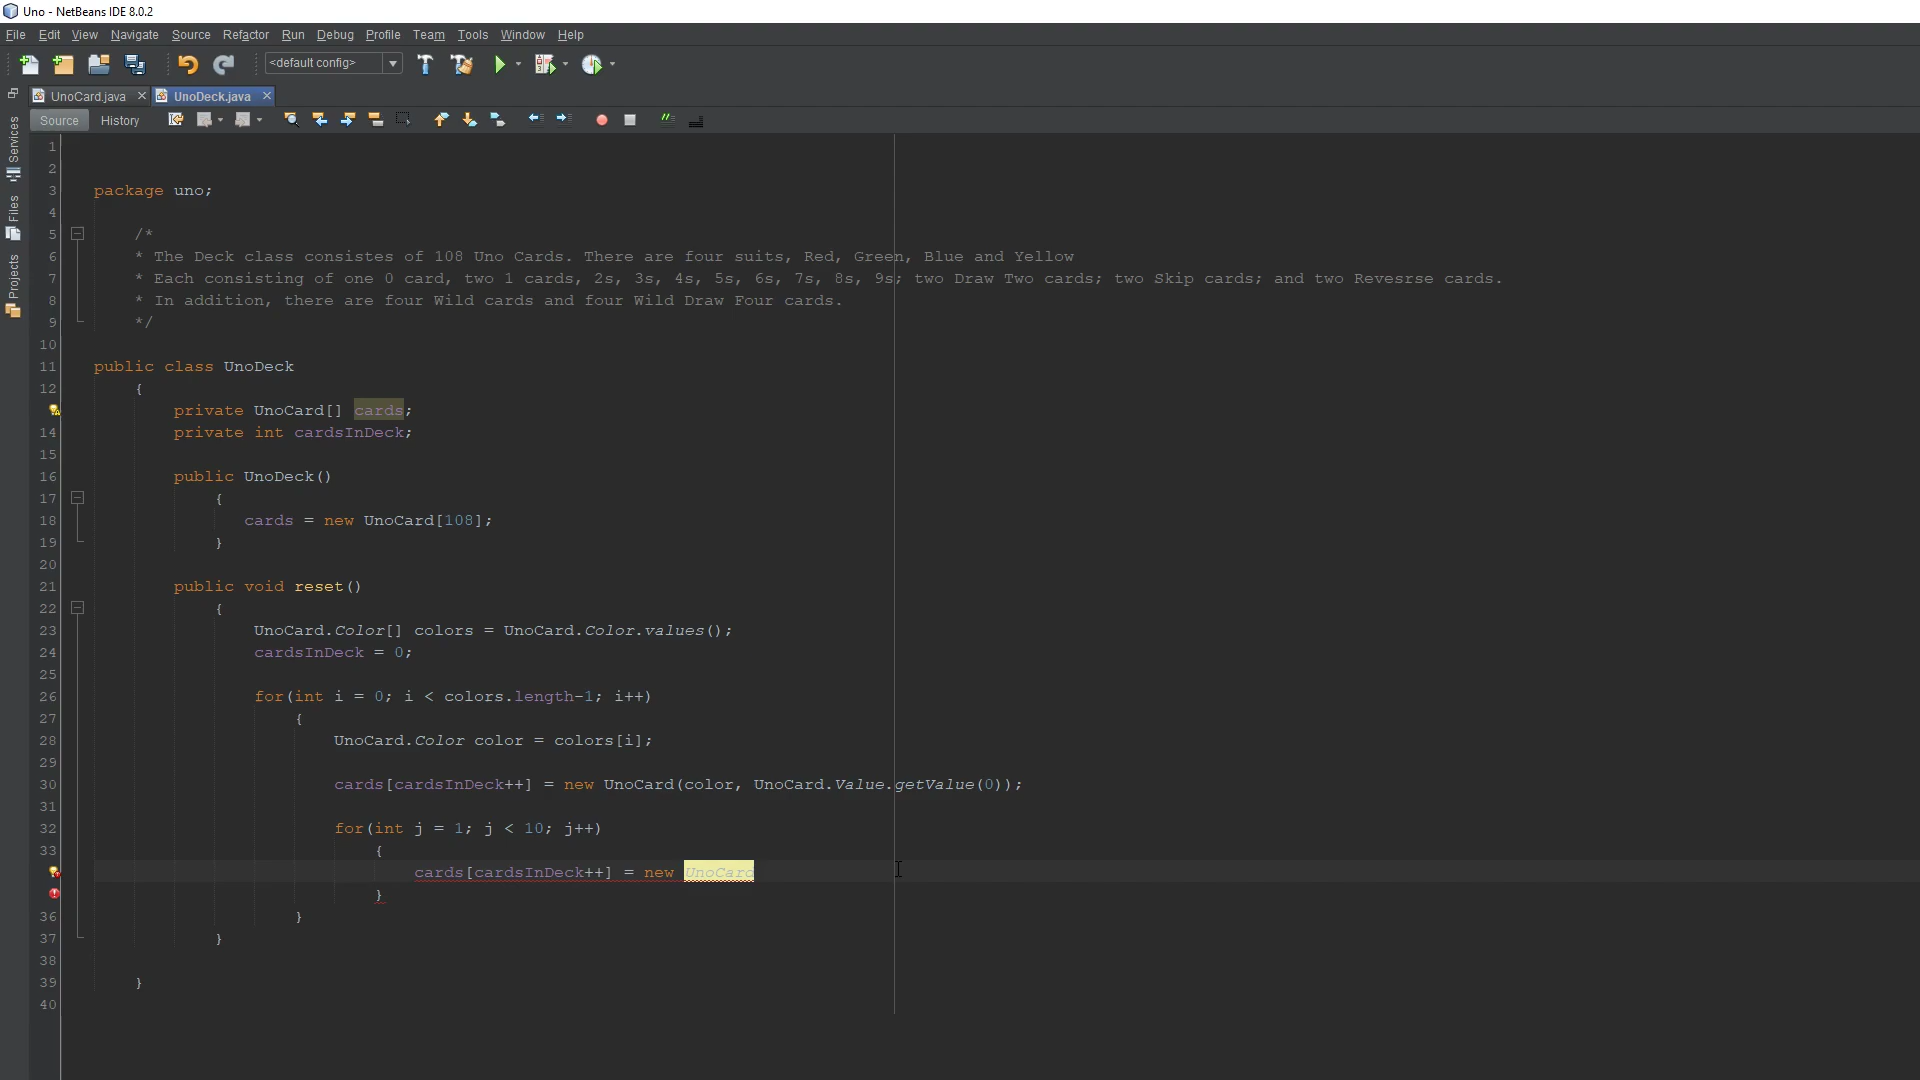 Uno - NetBeans IDE 8.0.2
File Edit View Navigate Source Refactor Run Debug Profile Team Tools Window Help
<default config>
UnoCard.java UnoDeck.java
Source History
Services
Files
Projects
1
2
3 package uno;
4
5 /*
6 * The Deck class consistes of 108 Uno Cards. There are four suits, Red, Green, Blue and Yellow
7 * Each consisting of one 0 card, two 1 cards, 2s, 3s, 4s, 5s, 6s, 7s, 8s, 9s; two Draw Two cards; two Skip cards; and two Revesrse cards.
8 * In addition, there are four Wild cards and four Wild Draw Four cards.
9 */
10
11 public class UnoDeck
12 {
private UnoCard[] cards;
14 private int cardsInDeck;
15
16 public UnoDeck()
17 {
18 cards = new UnoCard[108];
19 }
20
21 public void reset()
22 {
23 UnoCard.Color[] colors = UnoCard.Color.values();
24 cardsInDeck = 0;
25
26 for(int i = 0; i < colors.length-1; i++)
27 {
28 UnoCard.Color color = colors[i];
29
30 cards[cardsInDeck++] = new UnoCard(color, UnoCard.Value.getValue(0));
31
32 for(int j = 1; j < 10; j++)
33 {
cards[cardsInDeck++] = new UnoCard
}
36 }
37 }
38
39 }
40